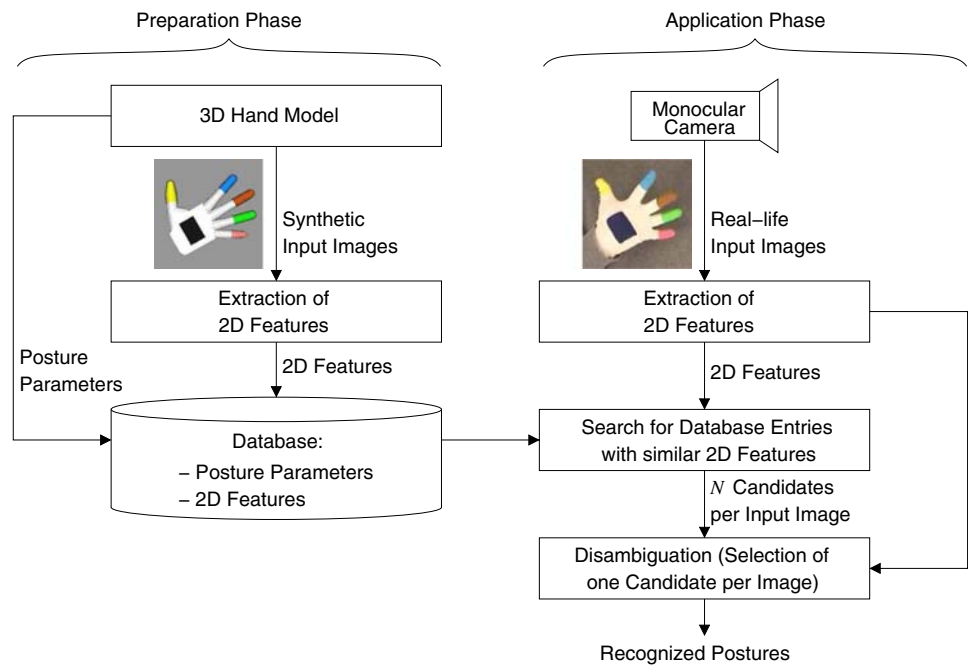 Preparation Phase
3D Hand Model
Synthetic
Input Images
Extraction of
2D Features
Posture
Parameters
2D Features
Database:
– Posture Parameters
– 2D Features
Application Phase
Monocular
Camera
Real–life
Input Images
Extraction of
2D Features
2D Features
Search for Database Entries
with similar 2D Features
N Candidates
per Input Image
Disambiguation (Selection of
one Candidate per Image)
Recognized Postures